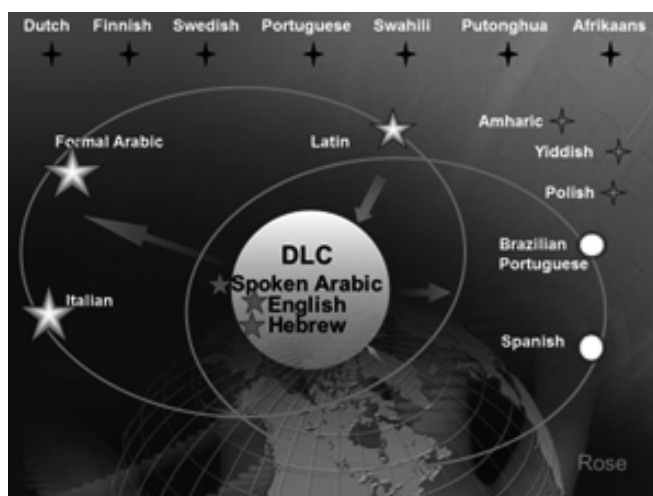 Dutch Finnish Swedish Portuguese Swahili Putonghua Afrikaans
Amharic
Formal Arabic
Latin
Yiddish
Polish
DLC
Spoken Arabic
English
Hebrew
Brazilian
Portuguese
Italian
Spanish
Rose